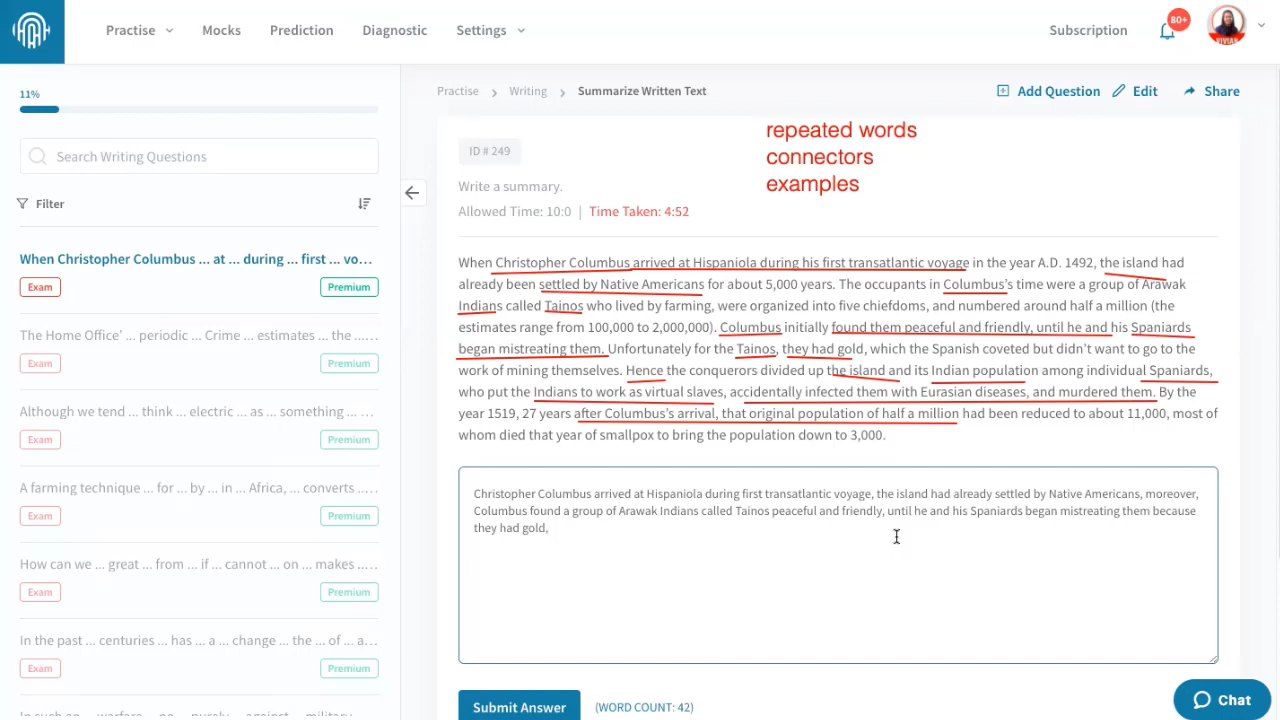 Practise
Mocks
Prediction
Diagnostic
Settings
Subscription
80+
VIVIAN
11%
Search Writing Questions
Filter
When Christopher Columbus ... at ... during ... first ... vo...
Exam
Premium
The Home Office' ... periodic ... Crime ... estimates ... the ......
Exam
Premium
Although we tend ... think ... electric ... as ... something ...
Exam
Premium
A farming technique ... for ... by ... in ... Africa, ... converts ....
Exam
Premium
How can we ... great ... from ... if ... cannot ... on ... makes .....
Exam
Premium
In the past ... centuries ... has ... a ... change ... the ... of ... a...
Exam
Premium
Practise
Writing
Summarize Written Text
Add Question
Edit
Share
repeated words
connectors
examples
ID # 249
Write a summary.
Allowed Time: 10:0 | Time Taken: 4:52
When Christopher Columbus arrived at Hispaniola during his first transatlantic voyage in the year A.D. 1492, the island had
already been settled by Native Americans for about 5,000 years. The occupants in Columbus's time were a group of Arawak
Indians called Tainos who lived by farming, were organized into five chiefdoms, and numbered around half a million (the
estimates range from 100,000 to 2,000,000). Columbus initially found them peaceful and friendly, until he and his Spaniards
began mistreating them. Unfortunately for the Tainos, they had gold, which the Spanish coveted but didn't want to go to the
work of mining themselves. Hence the conquerors divided up the island and its Indian population among individual Spaniards,
who put the Indians to work as virtual slaves, accidentally infected them with Eurasian diseases, and murdered them. By the
year 1519, 27 years after Columbus's arrival, that original population of half a million had been reduced to about 11,000, most of
whom died that year of smallpox to bring the population down to 3,000.
Christopher Columbus arrived at Hispaniola during first transatlantic voyage, the island had already settled by Native Americans, moreover,
Columbus found a group of Arawak Indians called Tainos peaceful and friendly, until he and his Spaniards began mistreating them because
they had gold,
Submit Answer
(WORD COUNT: 42)
Chat